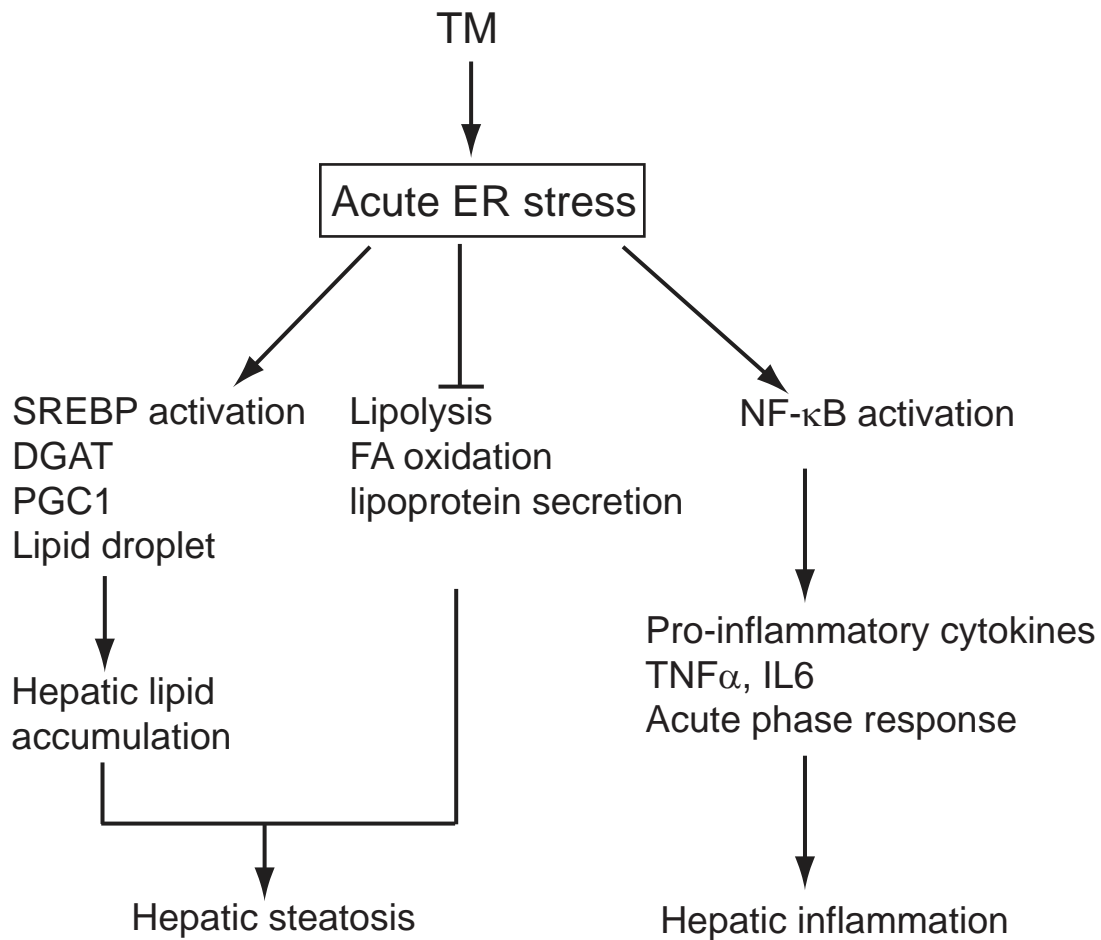 TM
Acute ER stress
SREBP activation
DGAT
PGC1
Lipid droplet
Lipolysis
FA oxidation
lipoprotein secretion
NF-κB activation
Hepatic lipid
accumulation
Pro-inflammatory cytokines
TNFα, IL6
Acute phase response
Hepatic steatosis
Hepatic inflammation